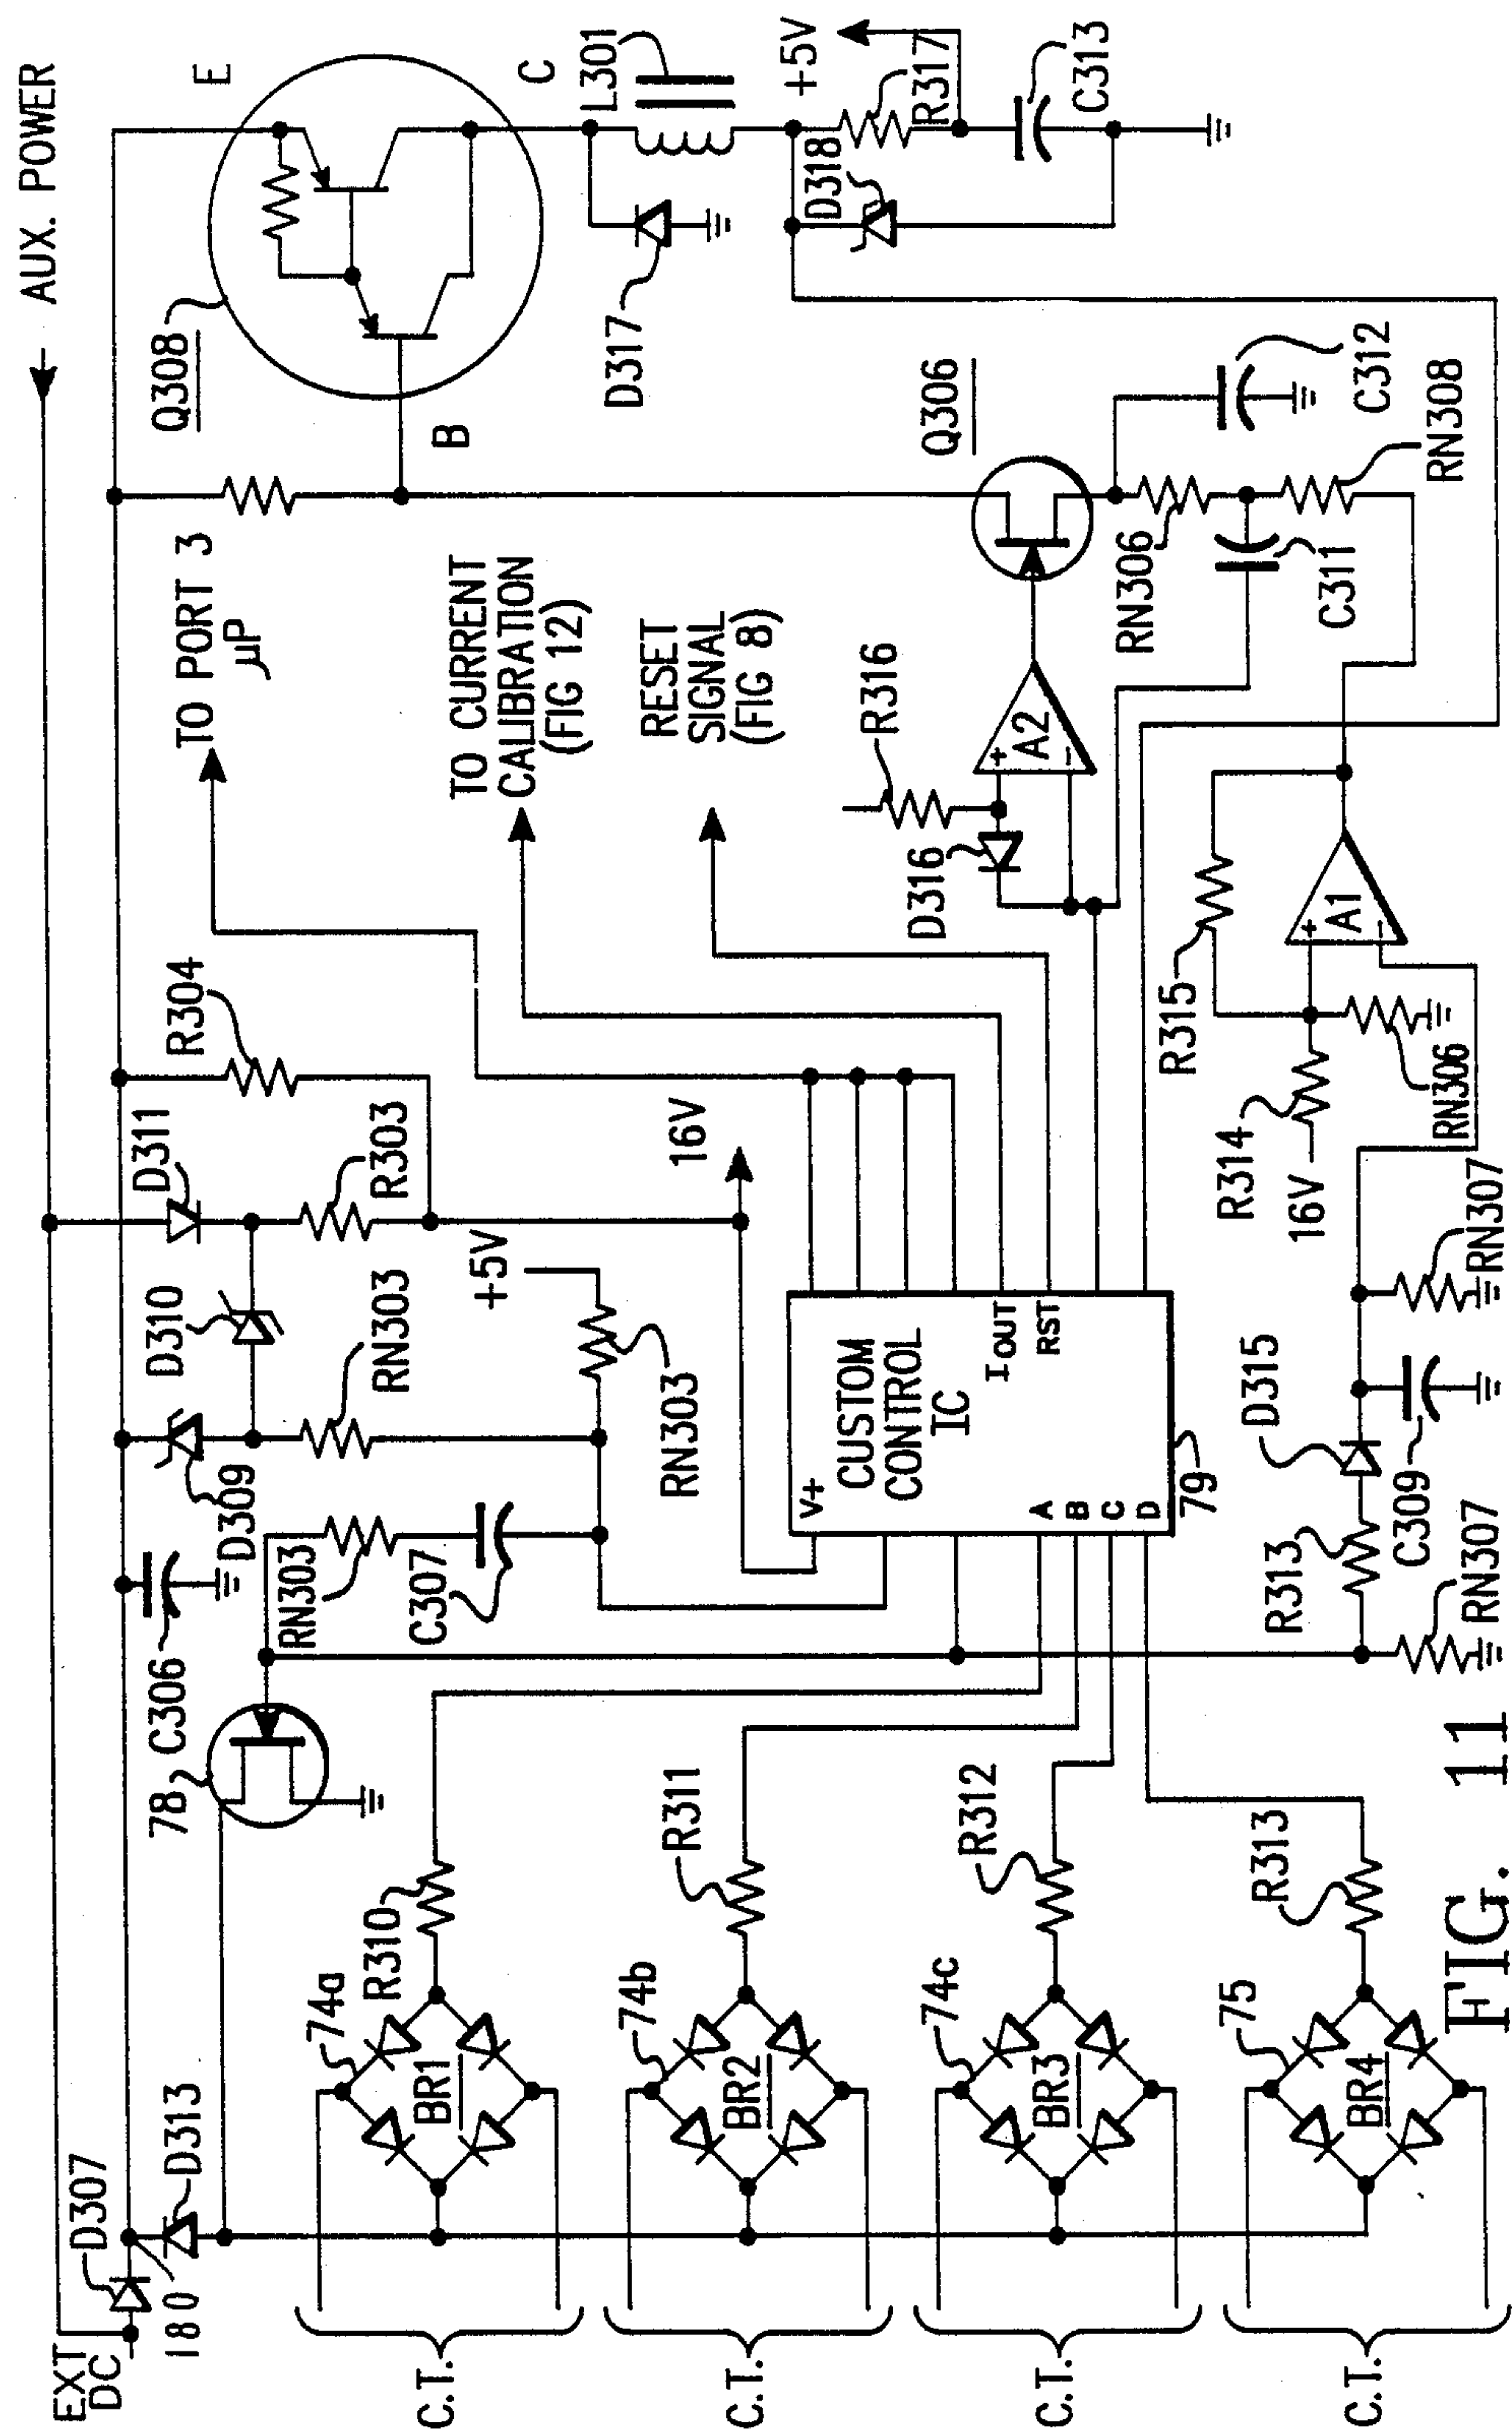 AUX. POWER
EXT
DC
D307
180
D313
78
C306
D309
D310
D311
R304
TO PORT 3
µP
Q308
E
B
C
RN303
C307
RN303
R303
+5V
RN303
16V
TO CURRENT
CALIBRATION
(FIG 12)
RESET
SIGNAL
(FIG 8)
D317
L301
+5V
D318
R317
C313
C.T.
74a
BR1
R310
C.T.
74b
BR2
R311
C.T.
74c
BR3
R312
C.T.
75
BR4
R313
V+
CUSTOM
CONTROL
IC
IOUT
RST
A
B
C
D
79
D316
R316
+
-
A2
Q306
RN306
C312
C311
RN308
R315
R314
16V
+
-
A1
RN306
R313
D315
C309
RN307
RN307
FIG. 11